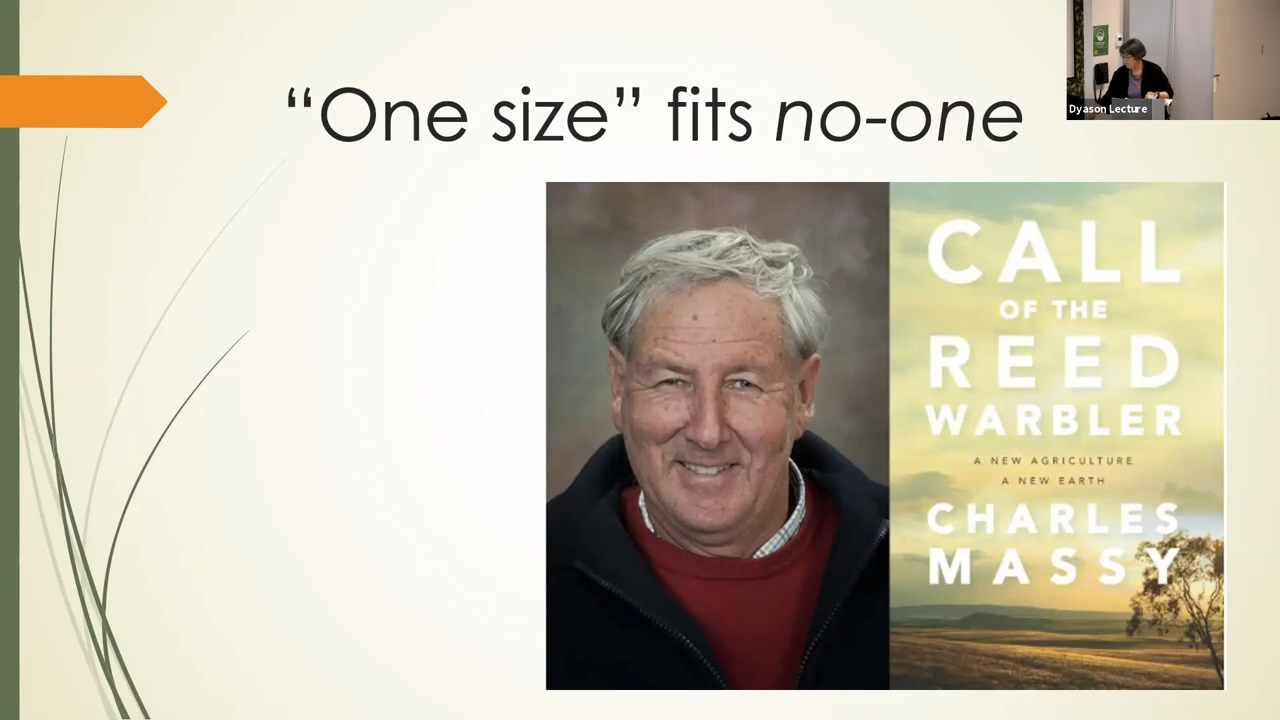 “One size” fits no-one
Dyason Lecture
CALL
OF THE
REED
WARBLER
A NEW AGRICULTURE
A NEW EARTH
CHARLES
MASSY